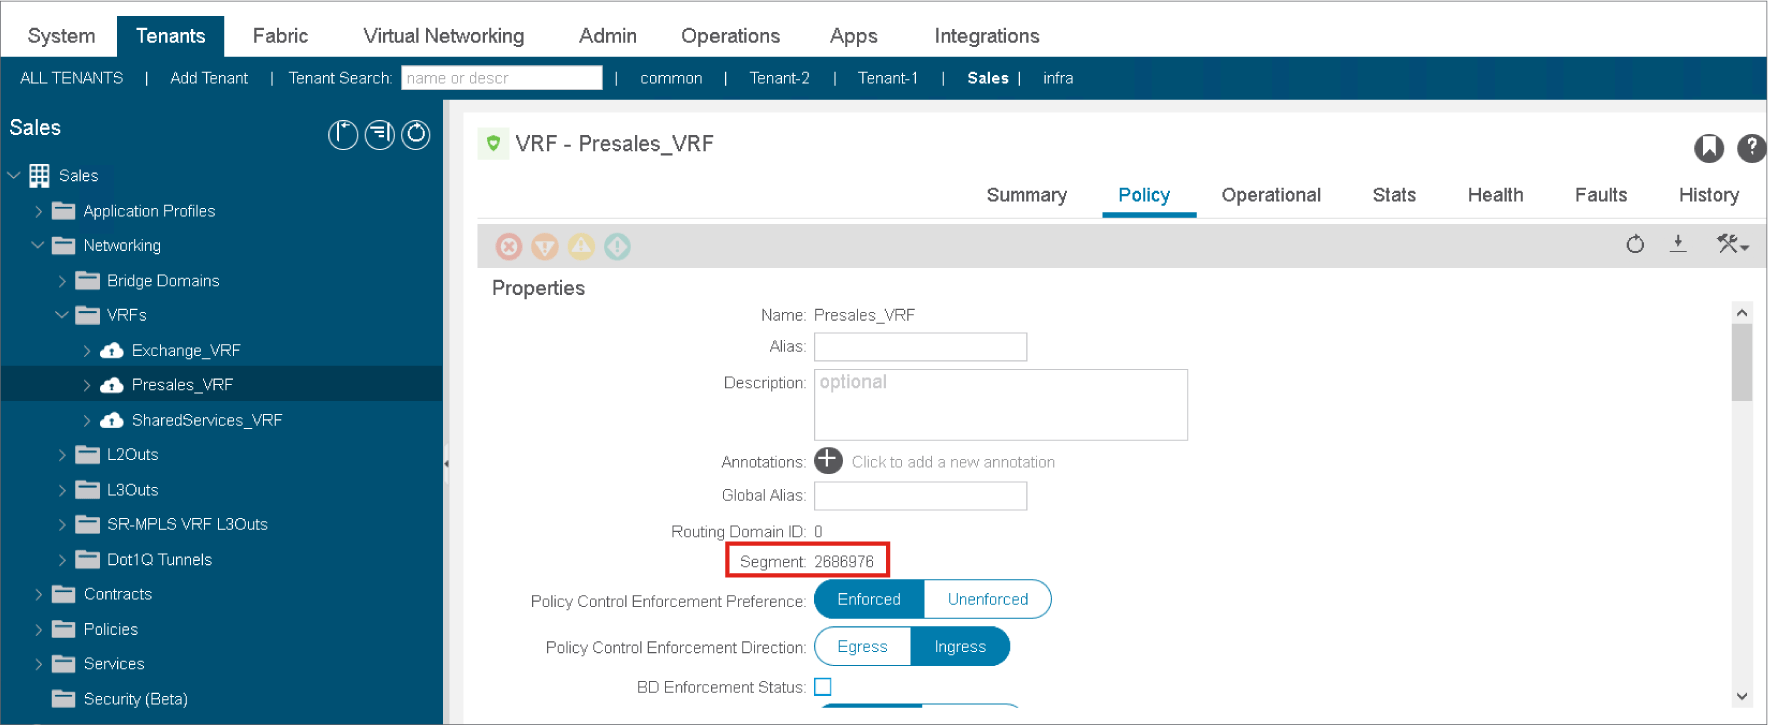 System Tenants Fabric Virtual Networking Admin Operations Apps Integrations
ALL TENANTS | Add Tenant | Tenant Search: name or descr | common | Tenant-2 | Tenant-1 | Sales | infra
Sales
Sales
Application Profiles
Networking
Bridge Domains
VRFs
Exchange_VRF
Presales_VRF
SharedServices_VRF
L2Outs
L3Outs
SR-MPLS VRF L3Outs
Dot1Q Tunnels
Contracts
Policies
Services
Security (Beta)
VRF - Presales_VRF
Summary Policy Operational Stats Health Faults History
Properties
Name: Presales_VRF
Alias:
Description: optional
Annotations: Click to add a new annotation
Global Alias:
Routing Domain ID: 0
Segment: 2686976
Policy Control Enforcement Preference: Enforced Unenforced
Policy Control Enforcement Direction: Egress Ingress
BD Enforcement Status: